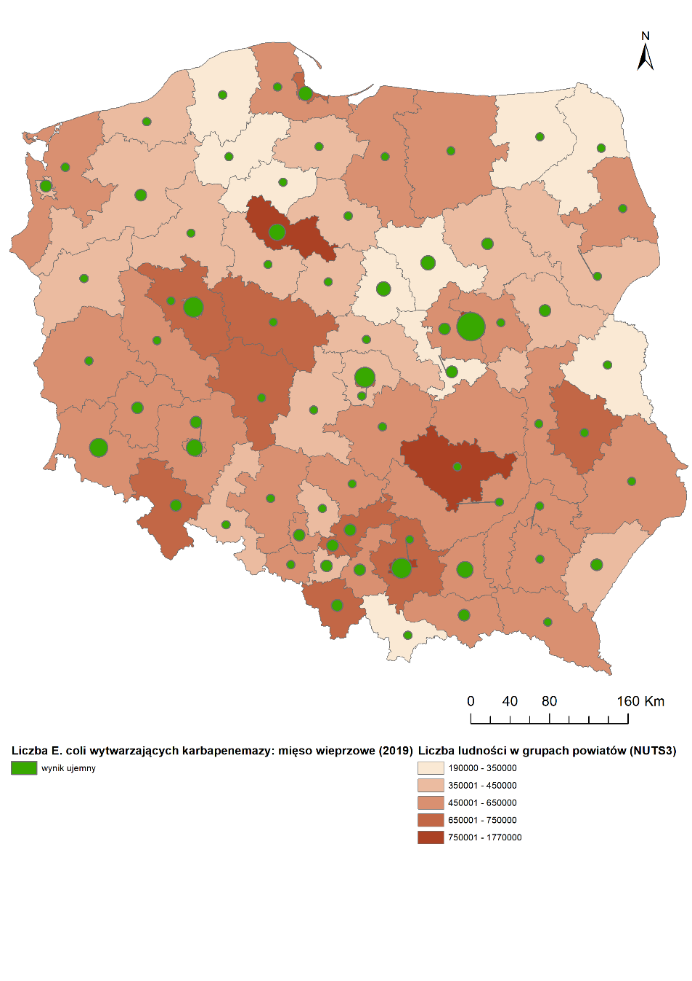 N
0 40 80 160 Km
Liczba E. coli wytwarzających karbapenemazy: mięso wieprzowe (2019)
wynik ujemny
Liczba ludności w grupach powiatów (NUTS3)
190000 - 350000
350001 - 450000
450001 - 650000
650001 - 750000
750001 - 1770000